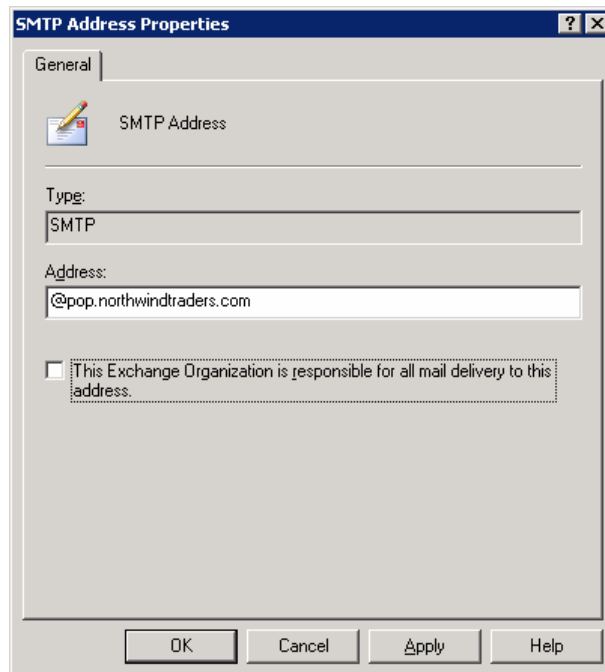 SMTP Address Properties
General
SMTP Address
Type:
SMTP
Address:
@pop.northwindtraders.com
This Exchange Organization is responsible for all mail delivery to this
address.
OK Cancel Apply Help